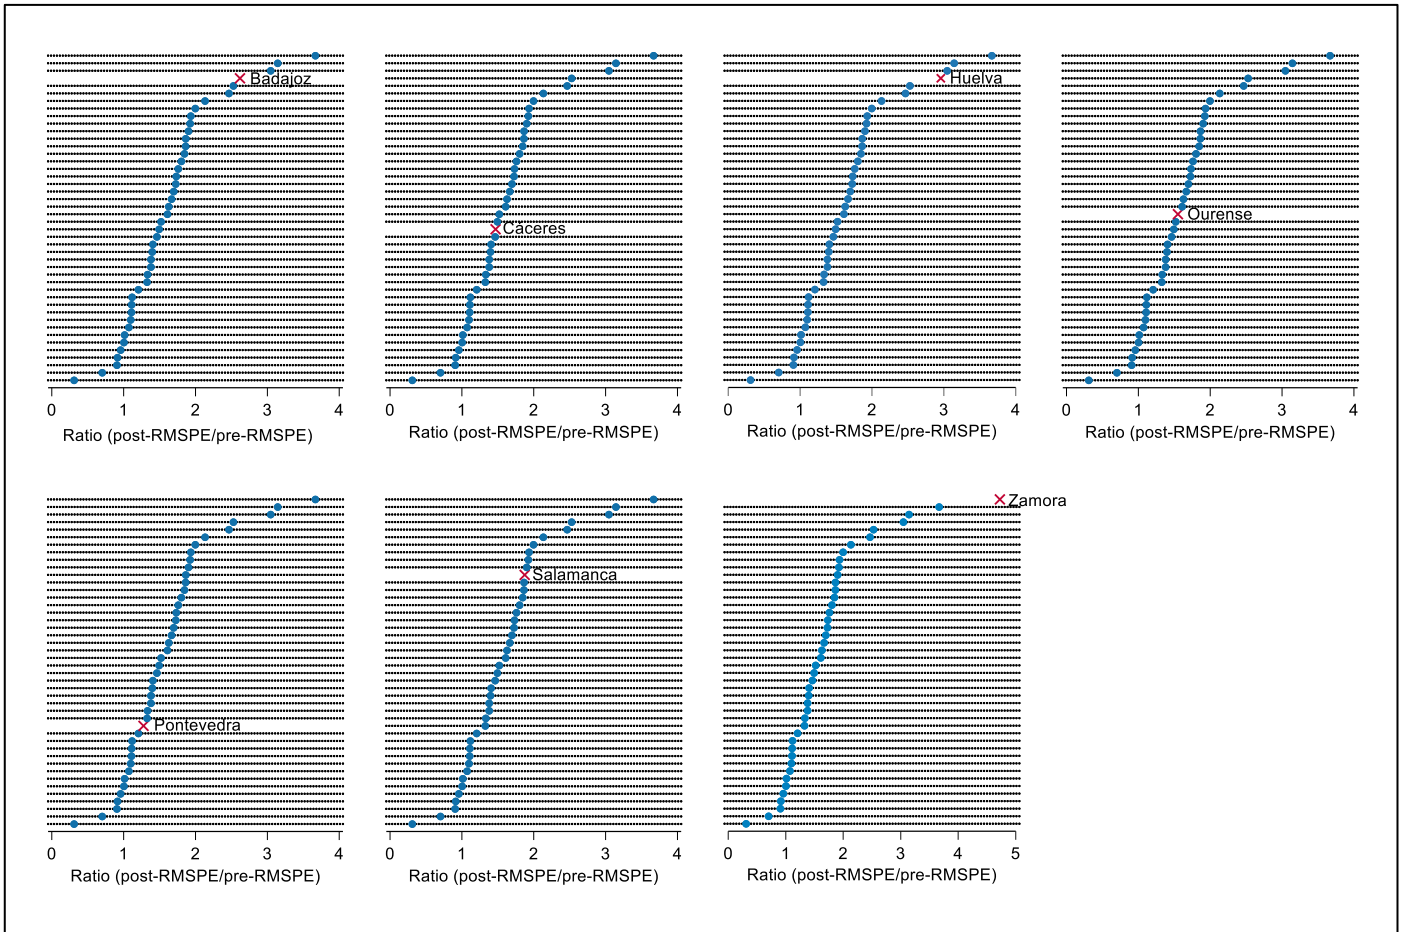 Badajoz
0 1 2 3 4
Ratio (post-RMSPE/pre-RMSPE)
Cáceres
0 1 2 3 4
Ratio (post-RMSPE/pre-RMSPE)
Huelva
0 1 2 3 4
Ratio (post-RMSPE/pre-RMSPE)
Ourense
0 1 2 3 4
Ratio (post-RMSPE/pre-RMSPE)
Pontevedra
0 1 2 3 4
Ratio (post-RMSPE/pre-RMSPE)
Salamanca
0 1 2 3 4
Ratio (post-RMSPE/pre-RMSPE)
Zamora
0 1 2 3 4 5
Ratio (post-RMSPE/pre-RMSPE)